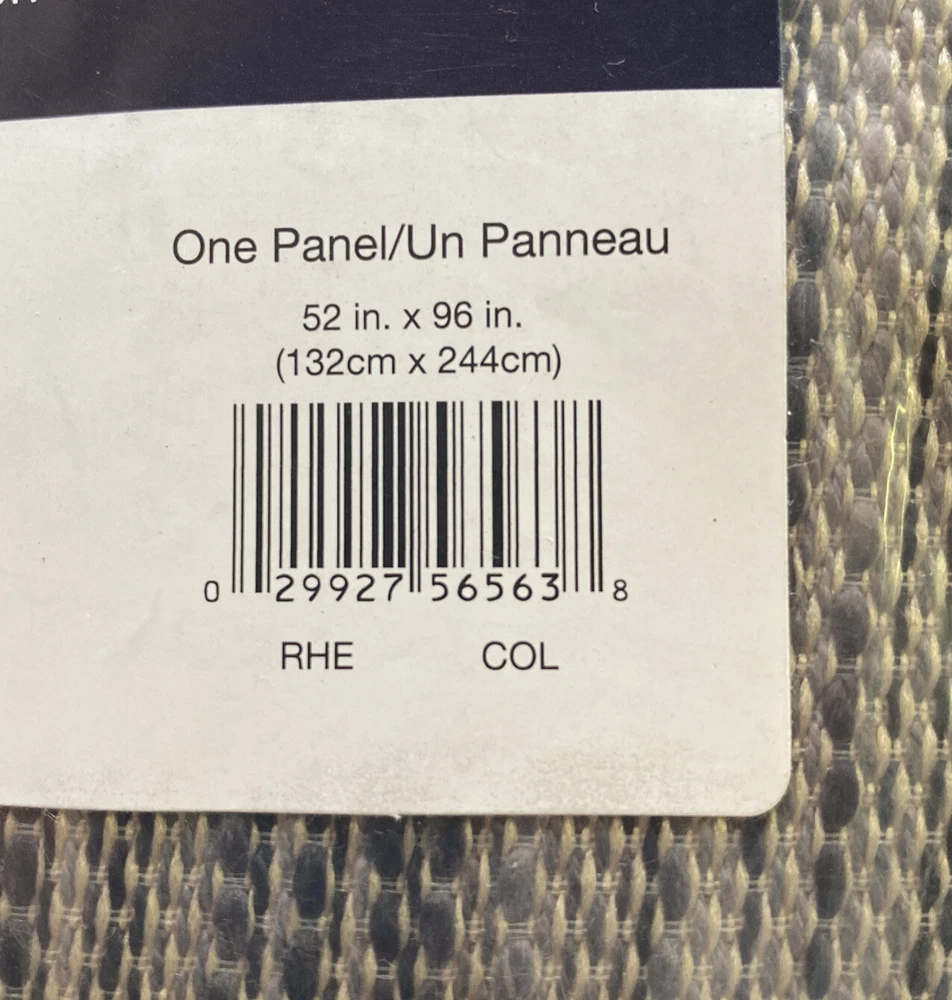 One Panel/Un Panneau
52 in. x 96 in.
(132cm x 244cm)
0 29927 56563 8
RHE COL